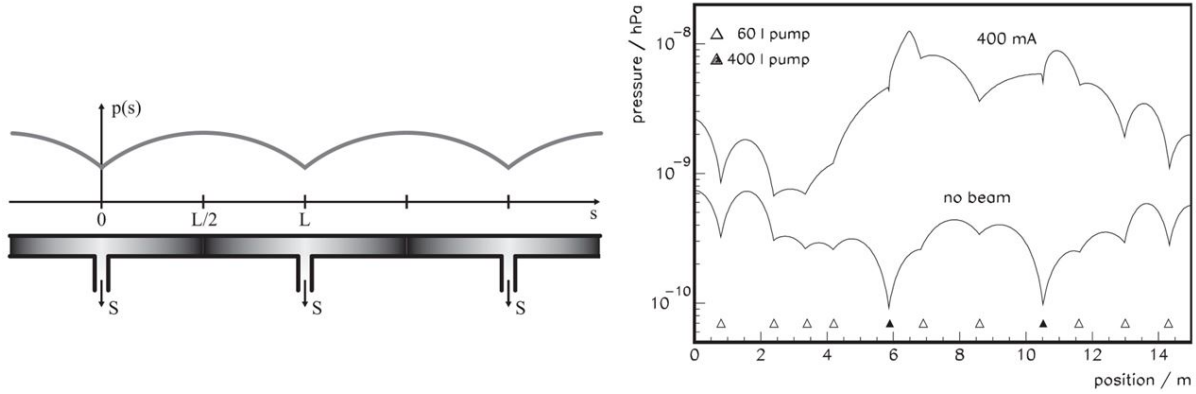 p(s)
0
L/2
L
s
S
S
S
pressure / hPa
10⁻⁸
10⁻⁹
10⁻¹⁰
△ 60 l pump
▲ 400 l pump
400 mA
no beam
0 2 4 6 8 10 12 14
position / m